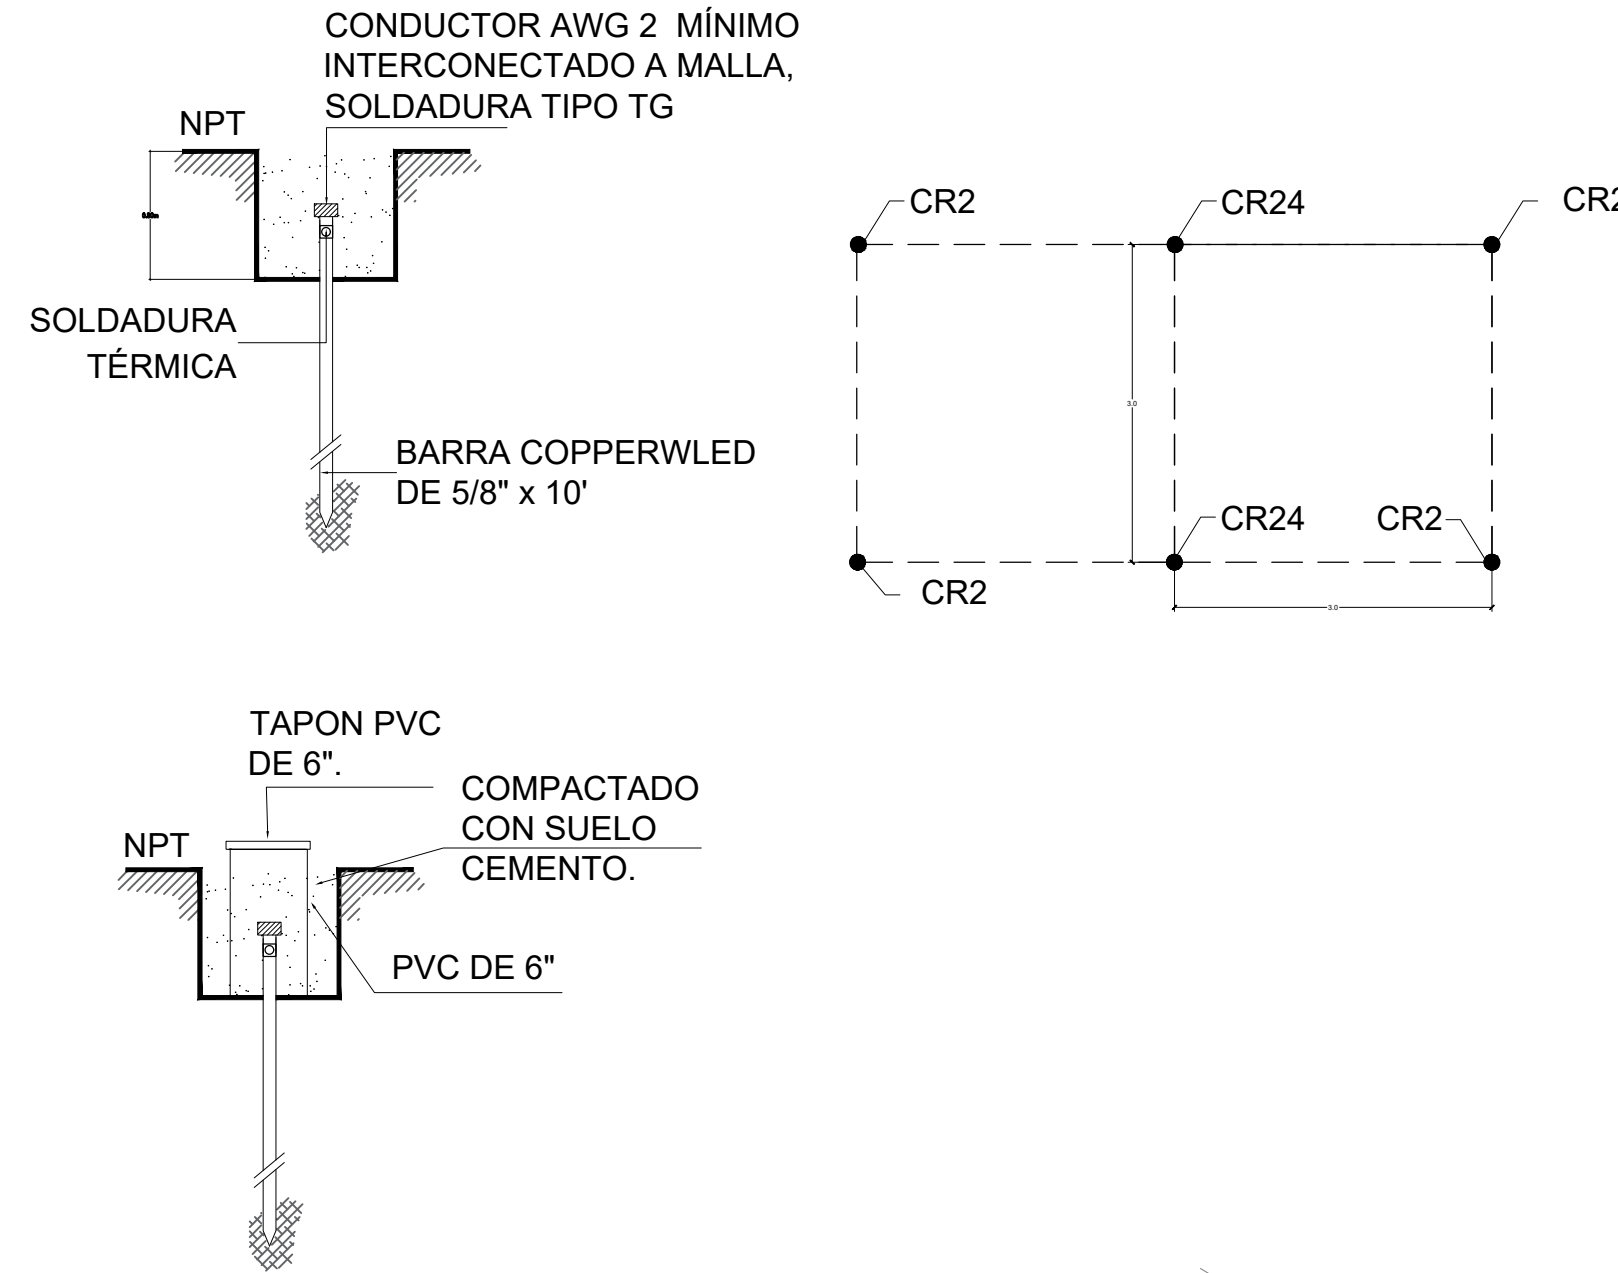 CONDUCTOR AWG 2 MÍNIMO
INTERCONECTADO A MALLA,
SOLDADURA TIPO TG
NPT
SOLDADURA
TÉRMICA
BARRA COPPERWLED
DE 5/8" x 10'
CR2
CR24
CR2
3.0
CR24
CR2
CR2
3.0
TAPON PVC
DE 6".
COMPACTADO
CON SUELO
CEMENTO.
NPT
PVC DE 6"